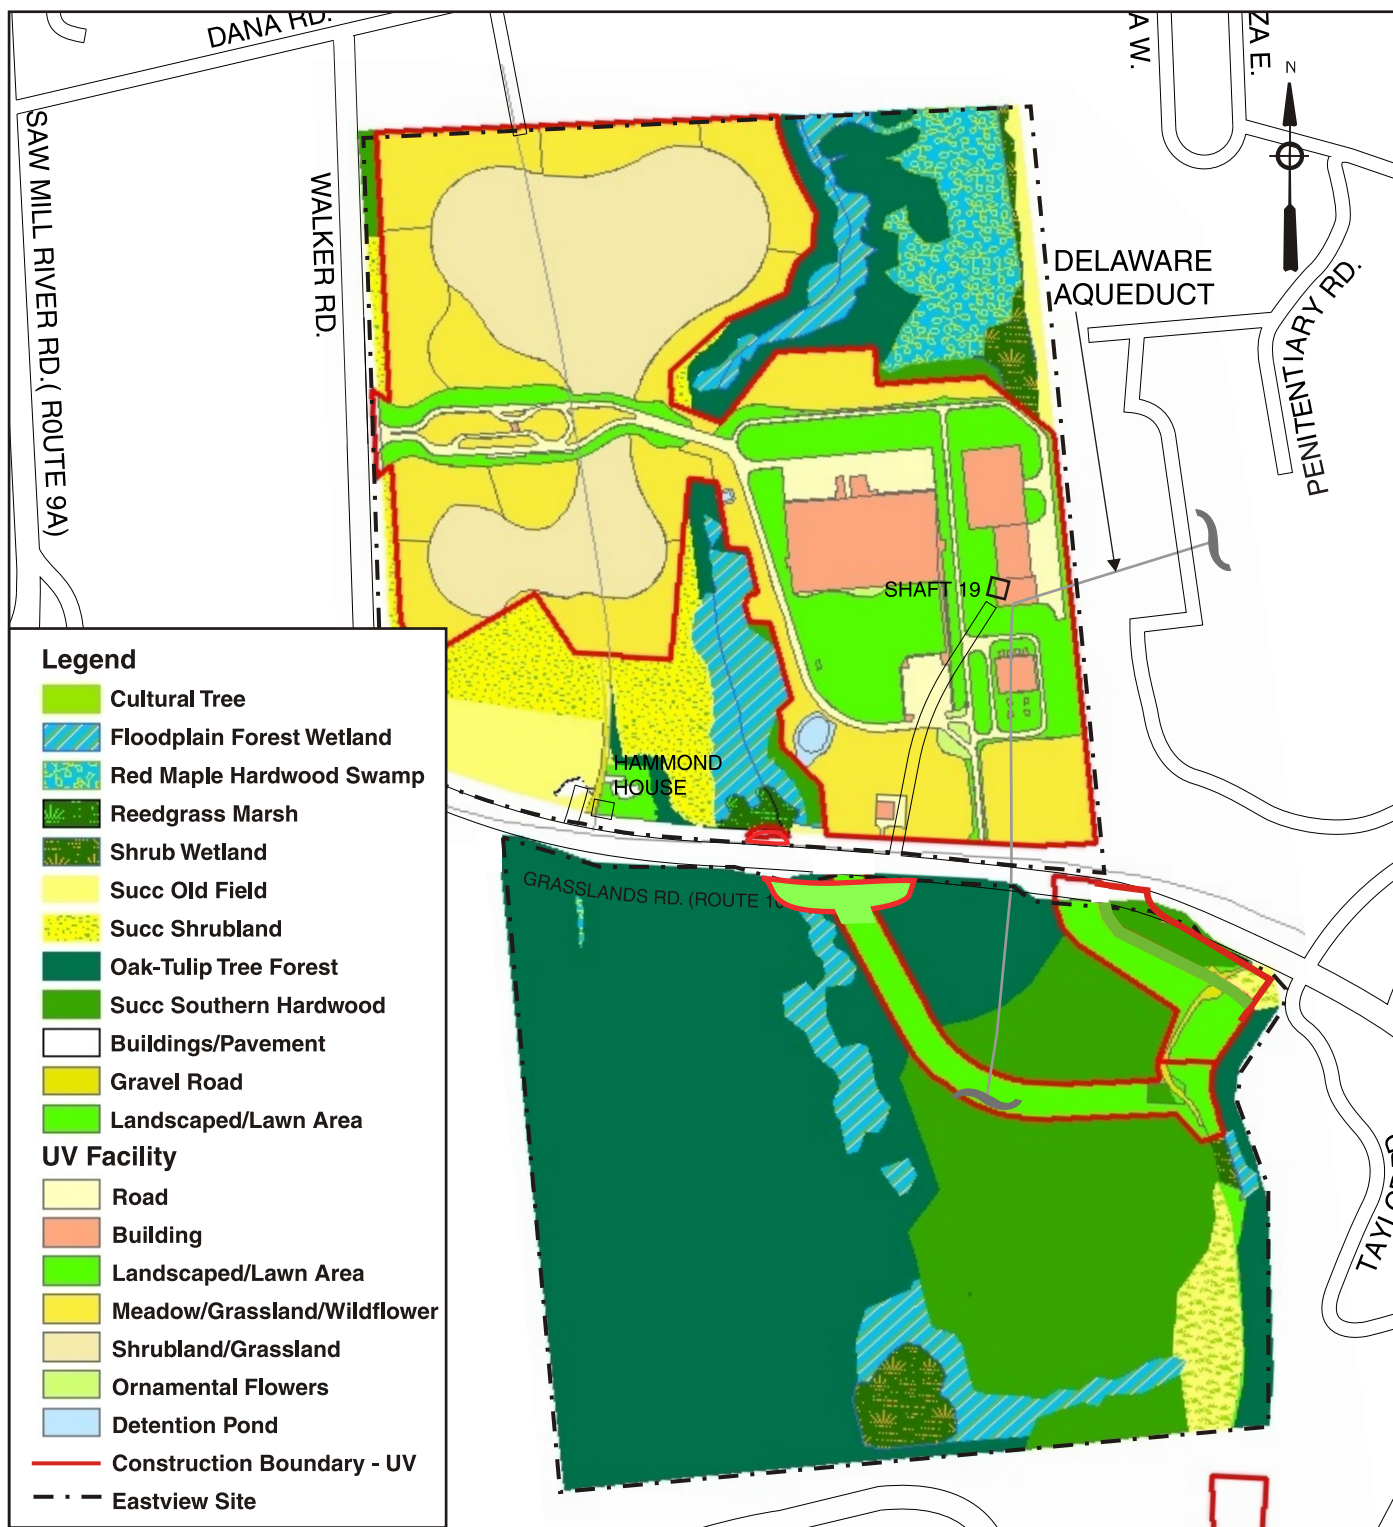 DANA RD.
A W.
ZA E.
N
SAW MILL RIVER RD.( ROUTE 9A)
WALKER RD.
DELAWARE
AQUEDUCT
PENITENTIARY RD.
SHAFT 19
HAMMOND
HOUSE
GRASSLANDS RD. (ROUTE 10
Legend
Cultural Tree
Floodplain Forest Wetland
Red Maple Hardwood Swamp
Reedgrass Marsh
Shrub Wetland
Succ Old Field
Succ Shrubland
Oak-Tulip Tree Forest
Succ Southern Hardwood
Buildings/Pavement
Gravel Road
Landscaped/Lawn Area
UV Facility
Road
Building
Landscaped/Lawn Area
Meadow/Grassland/Wildflower
Shrubland/Grassland
Ornamental Flowers
Detention Pond
Construction Boundary - UV
Eastview Site